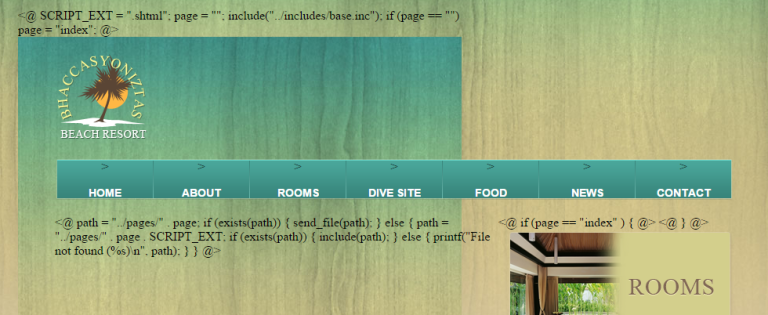 <@ SCRIPT_EXT = ".shtml"; page = ""; include("../includes/base.inc"); if (page == "")
page = "index"; @>
BHACCASYONIZTAS
BEACH RESORT
> > > > > > >
HOME ABOUT ROOMS DIVE SITE FOOD NEWS CONTACT
<@ path = "../pages/" . page; if (exists(path)) { send_file(path); } else { path =
"../pages/" . page . SCRIPT_EXT; if (exists(path)) { include(path); } else { printf("File
not found (%s)\n". path); } } @>
<@ if (page == "index" ) { @> <@ } @>
ROOMS